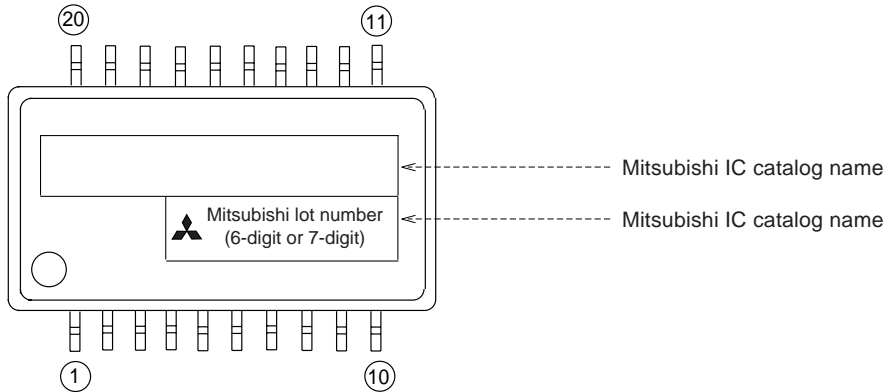 20 11
Mitsubishi IC catalog name
Mitsubishi lot number
(6-digit or 7-digit)
Mitsubishi IC catalog name
1 10